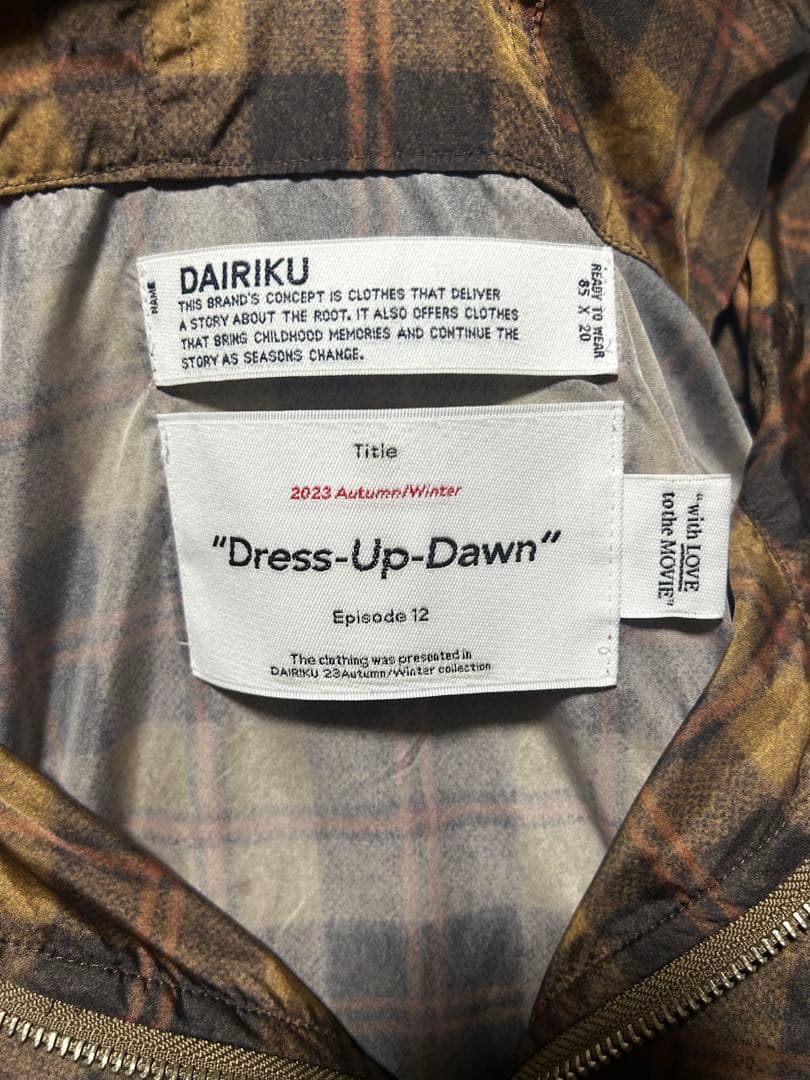 NAME
DAIRIKU
THIS BRAND'S CONCEPT IS CLOTHES THAT DELIVER
A STORY ABOUT THE ROOT. IT ALSO OFFERS CLOTHES
THAT BRING CHILDHOOD MEMORIES AND CONTINUE THE
STORY AS SEASONS CHANGE.
READY TO WEAR
85 X 20
Title
2023 Autumn/Winter
"Dress-Up-Dawn"
Episode 12
The clothing was presented in
DAIRIKU 23Autumn/Winter collection
"with LOVE
to the MOVIE"